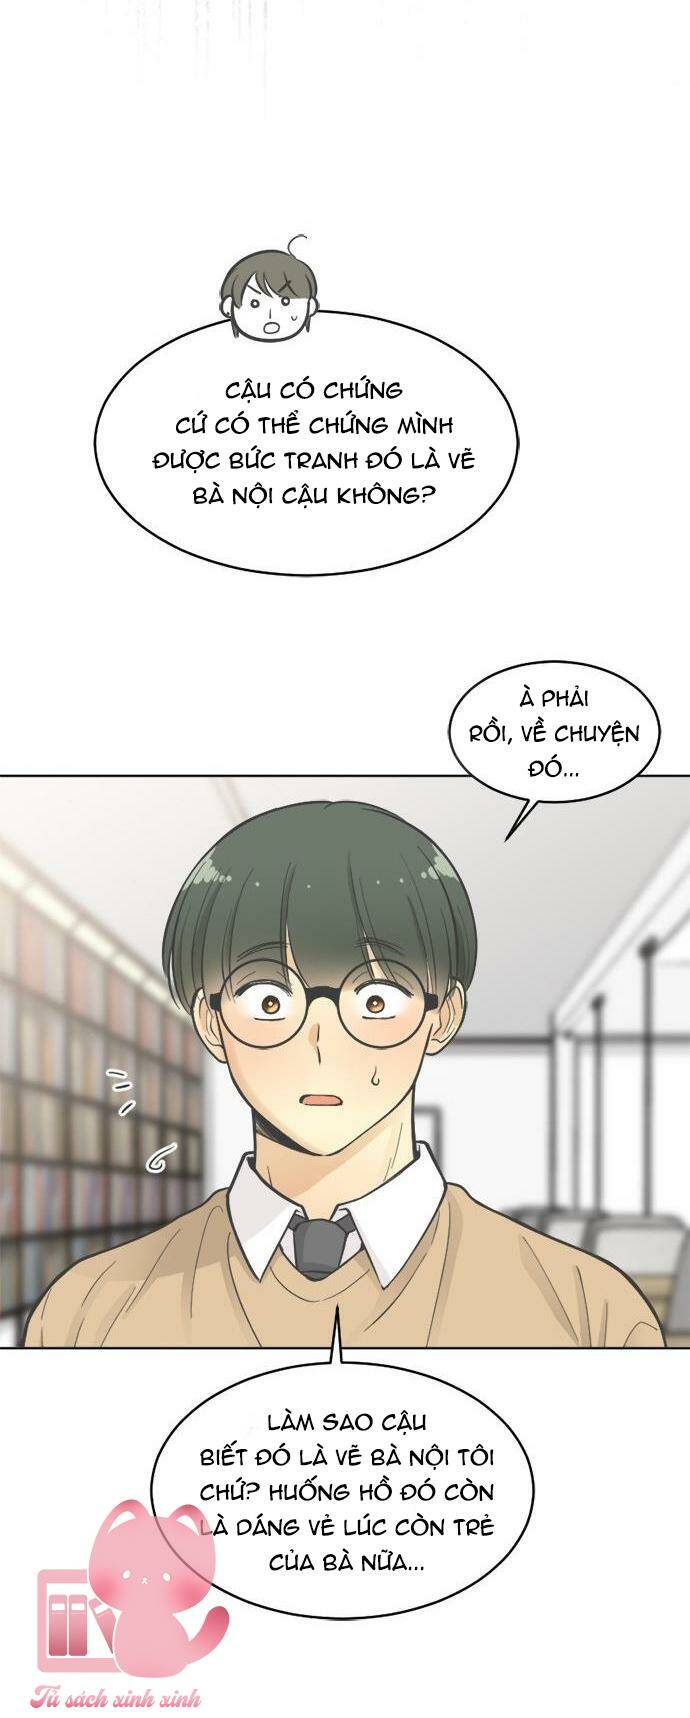 CẬU CÓ CHỨNG
CỨ CÓ THỂ CHỨNG MÌNH
ĐƯỢC BỨC TRANH ĐÓ LÀ VẼ
BÀ NỘI CẬU KHÔNG?
À PHẢI
RỒI, VỀ CHUYỆN
ĐÓ...
LÀM SAO CẬU
BIẾT ĐÓ LÀ VẼ BÀ NỘI TÔI
CHỨ? HUỐNG HỒ ĐÓ CÒN
LÀ DÁNG VẺ LÚC CÒN TRẺ
CỦA BÀ NỮA...
Tủ sách xinh xinh